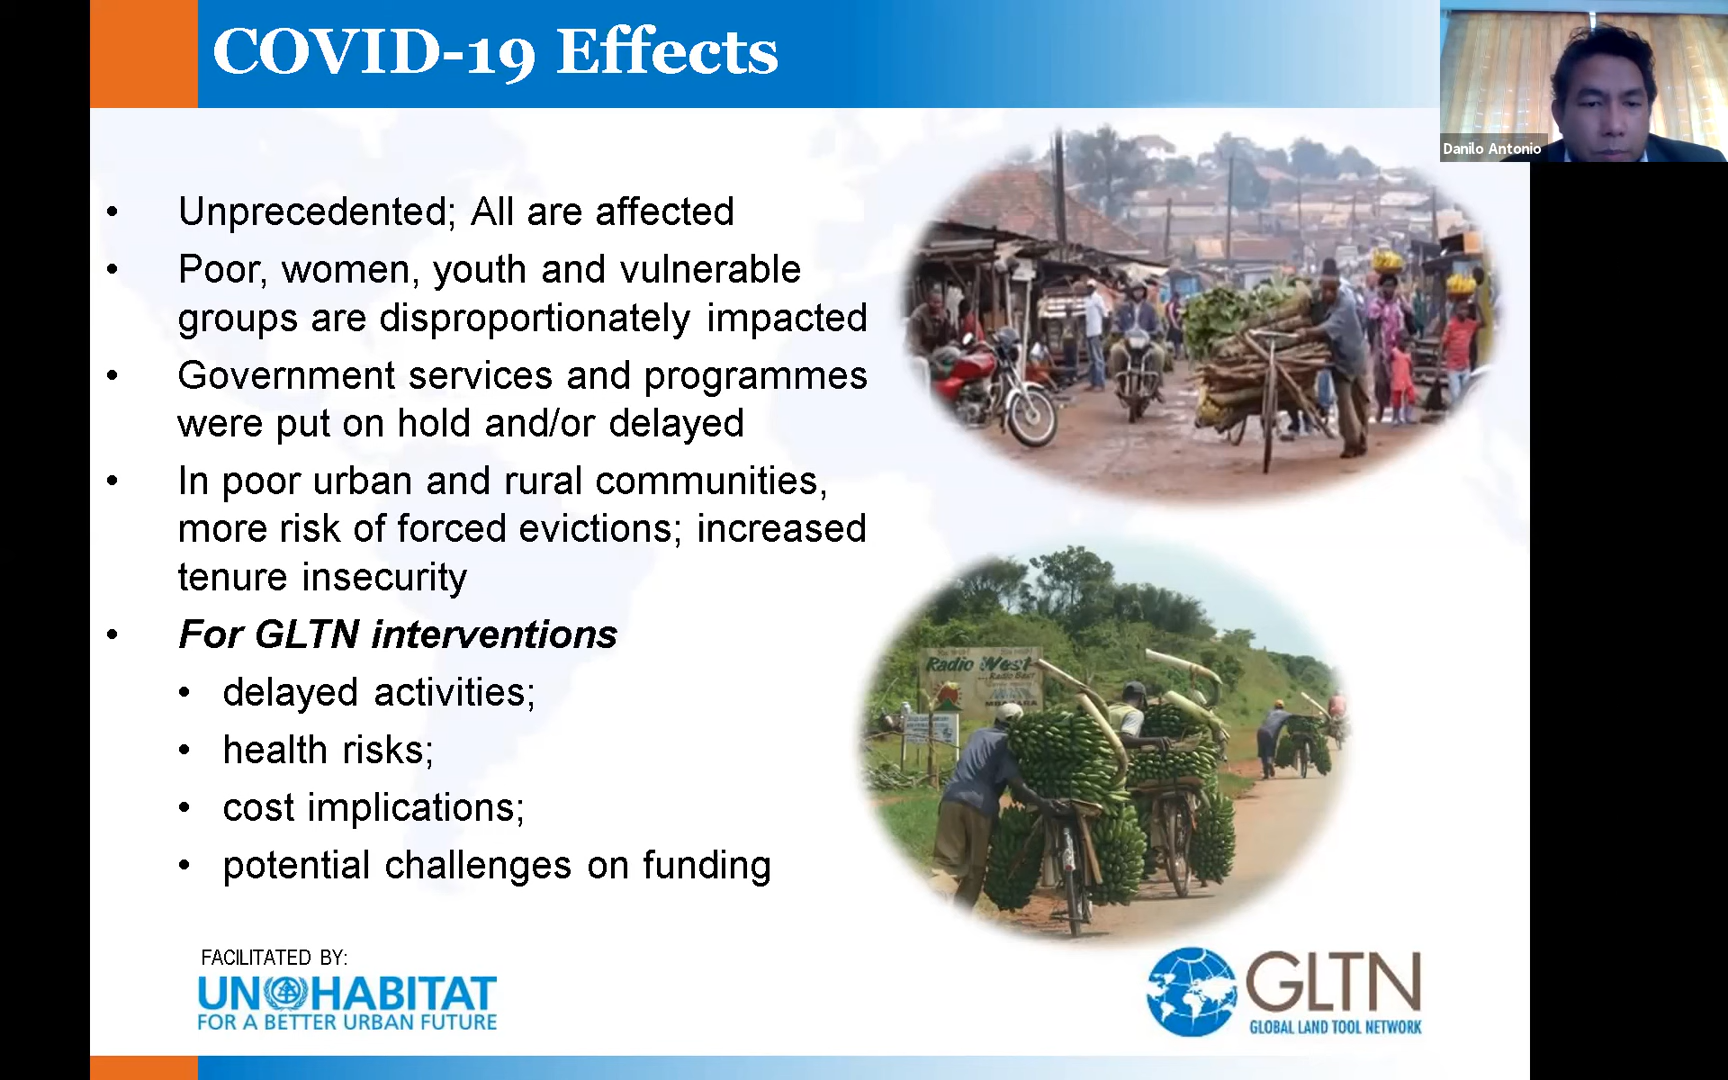 COVID-19 Effects
Danilo Antonio
• Unprecedented; All are affected
• Poor, women, youth and vulnerable
groups are disproportionately impacted
• Government services and programmes
were put on hold and/or delayed
• In poor urban and rural communities,
more risk of forced evictions; increased
tenure insecurity
• For GLTN interventions
• delayed activities;
• health risks;
• cost implications;
• potential challenges on funding
Radio West
FACILITATED BY:
UN HABITAT
FOR A BETTER URBAN FUTURE
GLTN
GLOBAL LAND TOOL NETWORK